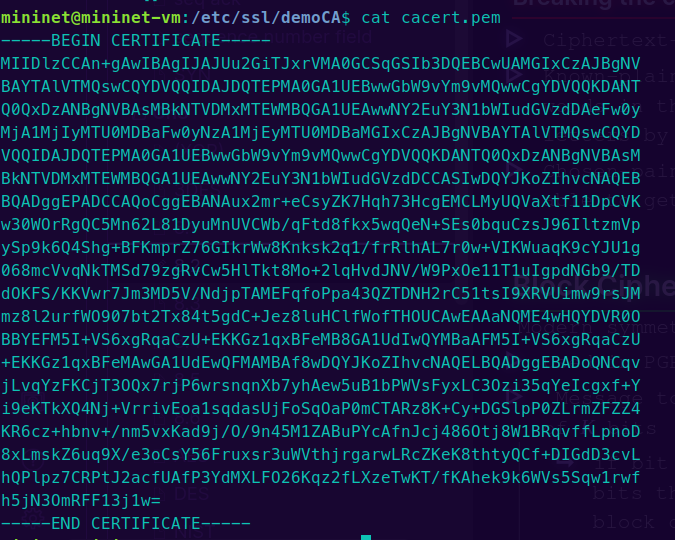 mininet@mininet-vm:/etc/ssl/demoCA$ cat cacert.pem
-----BEGIN CERTIFICATE-----
MIIDlzCCAn+gAwIBAgIJAJUu2GiTJxrVMA0GCSqGSIb3DQEBCwUAMGIxCzAJBgNV
BAYTAlVTMQswCQYDVQQIDAJDQTEPMA0GA1UEBwwGbW9vYm9vMQwwCgYDVQQKDANT
Q0QxDzANBgNVBAsMBkNTVDMxMTEWMBQGA1UEAwwNY2EuY3N1bWIudGVzdDAeFw0y
MjA1MjIyMTU0MDBaFw0yNzA1MjEyMTU0MDBaMGIxCzAJBgNVBAYTAlVTMQswCQYD
VQQIDAJDQTEPMA0GA1UEBwwGbW9vYm9vMQwwCgYDVQQKDANTQ0QxDzANBgNVBAsM
BkNTVDMxMTEWMBQGA1UEAwwNY2EuY3N1bWIudGVzdDCCASIwDQYJKoZIhvcNAQEB
BQADggEPADCCAQoCggEBANAux2mr+eCsyZK7Hqh73HcgEMCLMyUQVaXtf11DpCVK
w30WOrRgQC5Mn62L81DyuMnUVCWb/qFtd8fkx5wqQeN+SEs0bquCzsJ96IltzmVp
ySp9k6Q4Shg+BFKmprZ76GIkrWw8Knksk2q1/frRlhAL7r0w+VIKWuaqK9cYJU1g
068mcVvqNkTMSd79zgRvCw5HlTkt8Mo+2lqHvdJNV/W9PxOe11T1uIgpdNGb9/TD
dOKFS/KKVwr7Jm3MD5V/NdjpTAMEFqfoPpa43QZTDNH2rC51tsI9XRVUimw9rsJM
mz8l2urfWO907bt2Tx84t5gdC+Jez8luHClfWofTHOUCAwEAAaNQME4wHQYDVR0O
BBYEFM5I+VS6xgRqaCzU+EKKGz1qxBFeMB8GA1UdIwQYMBaAFM5I+VS6xgRqaCzU
+EKKGz1qxBFeMAwGA1UdEwQFMAMBAf8wDQYJKoZIhvcNAQELBQADggEBADoQNCqv
jLvqYzFKCjT3OQx7rjP6wrsnqnXb7yhAew5uB1bPWVsFyxLC3Ozi35qYeIcgxf+Y
i9eKTkXQ4Nj+VrrivEoa1sqdasUjFoSqOaP0mCTARz8K+Cy+DGSlpP0ZLrmZFZZ4
KR6cz+hbnv+/nm5vxKad9j/O/9n45M1ZABuPYcAfnJcj486Otj8W1BRqvffLpnoD
8xLmskZ6uq9X/e3oCsY56Fruxsr3uWVthjrgarwLRcZKeK8thtyQCf+DIGdD3cvL
hQPlpz7CRPtJ2acfUAfP3YdMXLFO26Kqz2fLXzeTwKT/fKAhek9k6WVs5Sqw1rwf
h5jN3OmRFF13j1w=
-----END CERTIFICATE-----